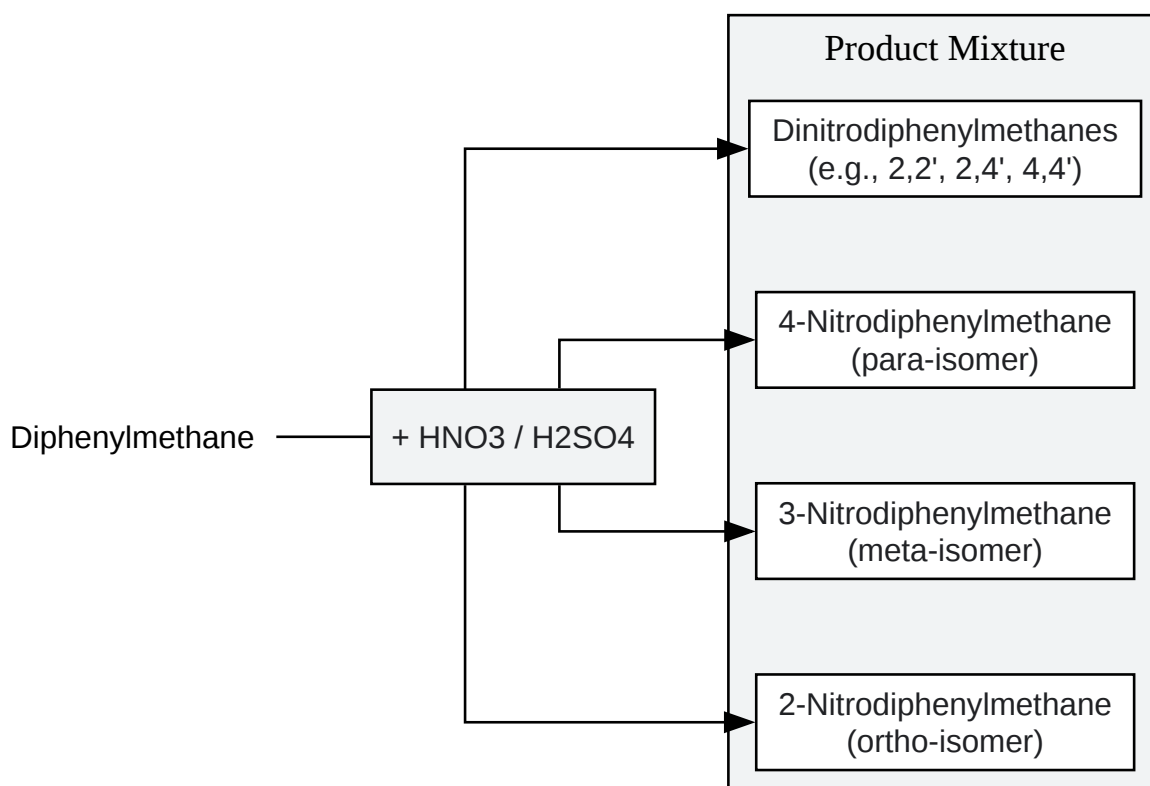 Product Mixture
Dinitrodiphenylmethanes
(e.g., 2,2', 2,4', 4,4')
4-Nitrodiphenylmethane
(para-isomer)
Diphenylmethane
+ HNO3 / H2SO4
3-Nitrodiphenylmethane
(meta-isomer)
2-Nitrodiphenylmethane
(ortho-isomer)